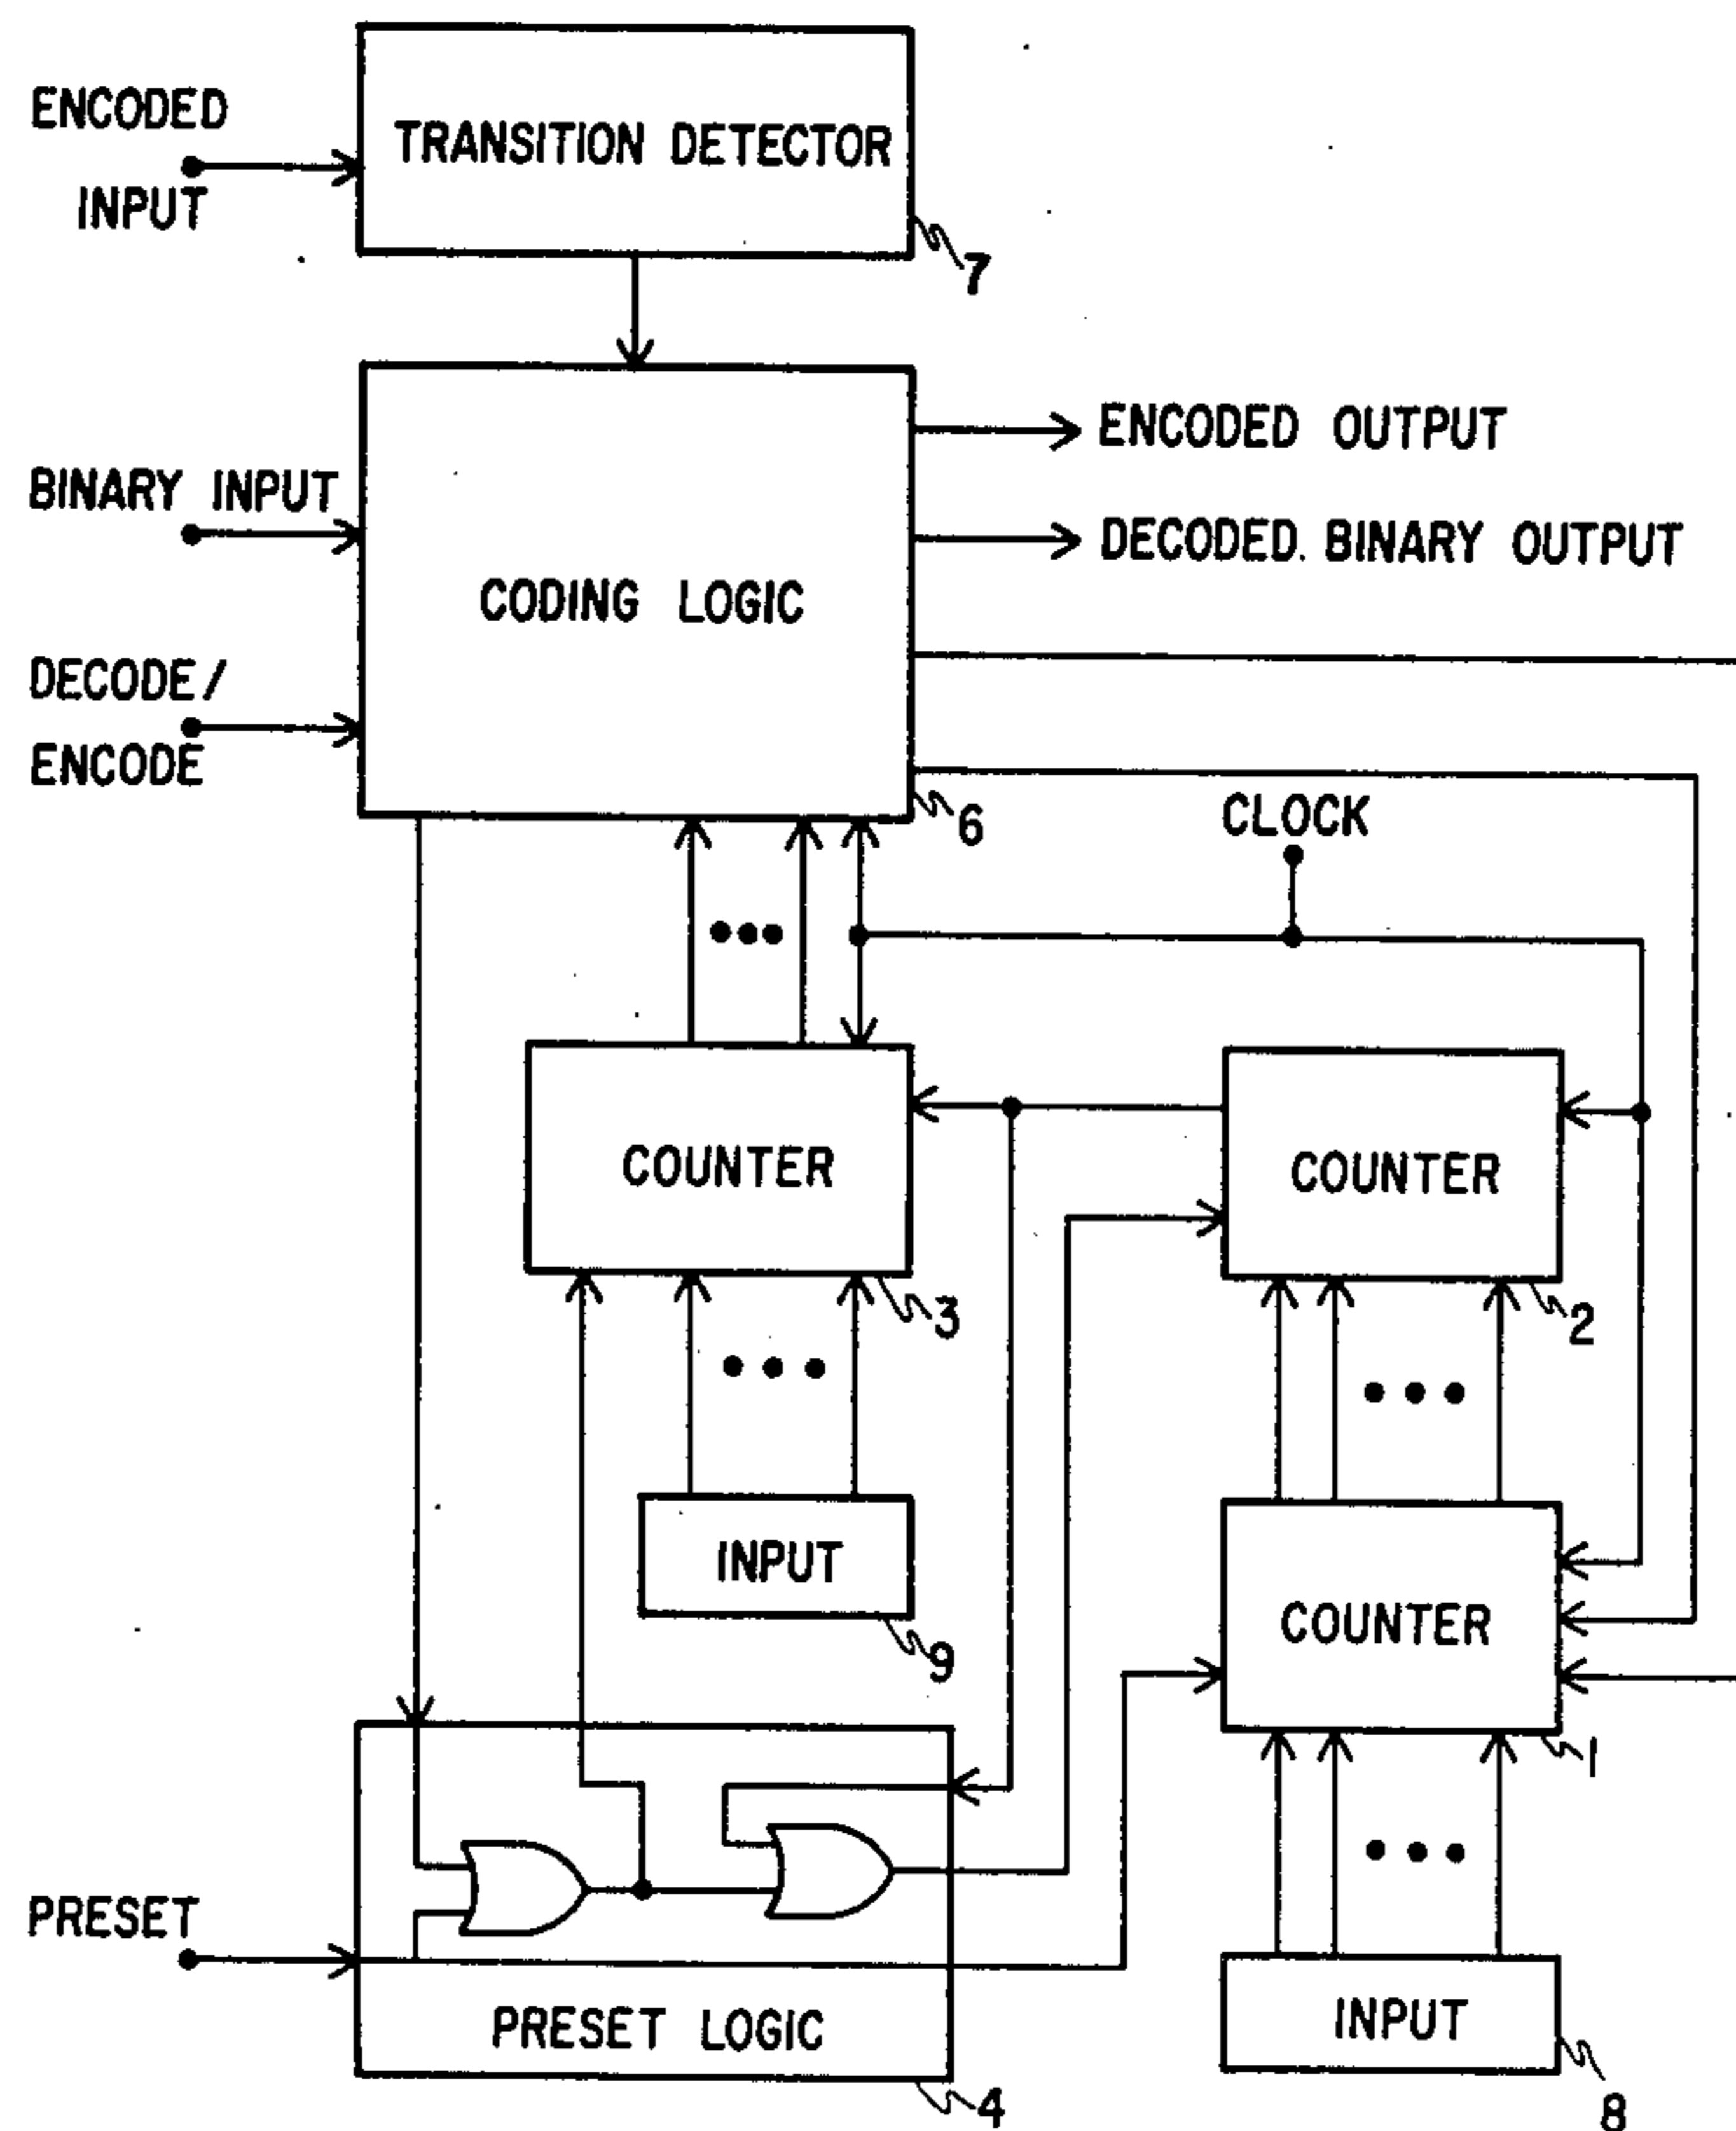 ENCODED
INPUT
TRANSITION DETECTOR
7
BINARY INPUT
DECODE/
ENCODE
CODING LOGIC
6
ENCODED OUTPUT
DECODED. BINARY OUTPUT
CLOCK
COUNTER
3
COUNTER
2
INPUT
9
COUNTER
1
PRESET
PRESET LOGIC
4
INPUT
8